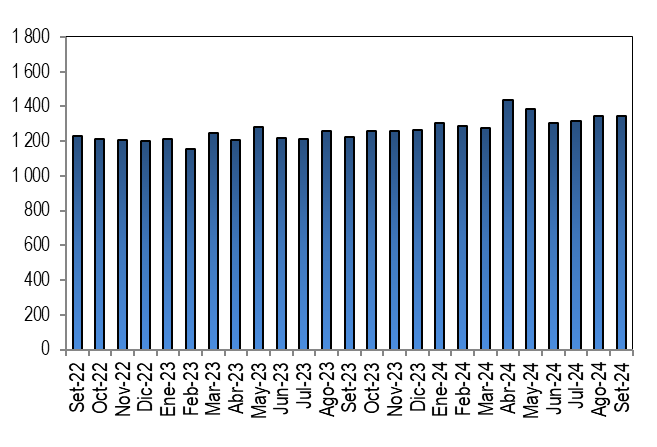 1 800
1 600
1 400
1 200
1 000
800
600
400
200
0
Set-22
Oct-22
Nov-22
Dic-22
Ene-23
Feb-23
Mar-23
Abr-23
May-23
Jun-23
Jul-23
Ago-23
Set-23
Oct-23
Nov-23
Dic-23
Ene-24
Feb-24
Mar-24
Abr-24
May-24
Jun-24
Jul-24
Ago-24
Set-24